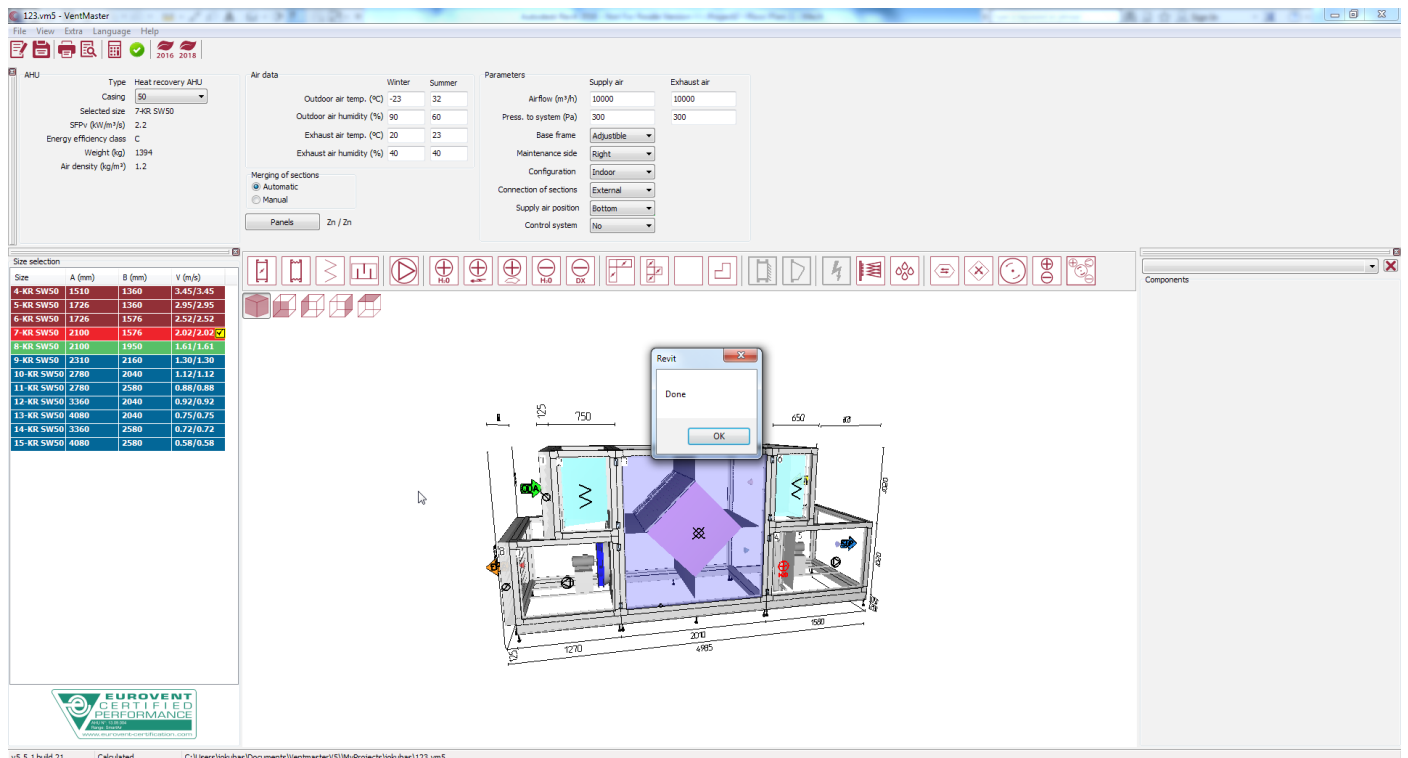 123.vm5 - VentMaster
File View Extra Language Help
2016 2018
AHU
Type Heat recovery AHU
Casing 50
Selected size 7-KR SW50
SFPv (kW/m³/s) 2.2
Energy efficiency class C
Weight (kg) 1394
Air density (kg/m³) 1.2
Air data
Winter Summer
Outdoor air temp. (ºC) -23 32
Outdoor air humidity (%) 90 60
Exhaust air temp. (ºC) 20 23
Exhaust air humidity (%) 40 40
Merging of sections
Automatic
Manual
Panels Zn / Zn
Parameters
Supply air Exhaust air
Airflow (m³/h) 10000 10000
Press. to system (Pa) 300 300
Base frame Adjustible
Maintenance side Right
Configuration Indoor
Connection of sections External
Supply air position Bottom
Control system No
Size selection
Size A (mm) B (mm) V (m/s)
4-KR SW50 1510 1360 3.45/3.45
5-KR SW50 1726 1360 2.95/2.95
6-KR SW50 1726 1576 2.52/2.52
7-KR SW50 2100 1576 2.02/2.02
8-KR SW50 2100 1950 1.61/1.61
9-KR SW50 2310 2160 1.30/1.30
10-KR SW50 2780 2040 1.12/1.12
11-KR SW50 2780 2580 0.88/0.88
12-KR SW50 3360 2040 0.92/0.92
13-KR SW50 4080 2040 0.75/0.75
14-KR SW50 3360 2580 0.72/0.72
15-KR SW50 4080 2580 0.58/0.58
EUROVENT
CERTIFIED
PERFORMANCE
www.eurovent-certification.com
H₂O H₂O DX
Components
Revit
Done
OK
125 750 650
125 1270 2010 1580
4985
v5.5.1 build 21 Calculated C:\Users\jokubas\Documents\VentmasterV5\\MyProjects\jokubas\123.vm5